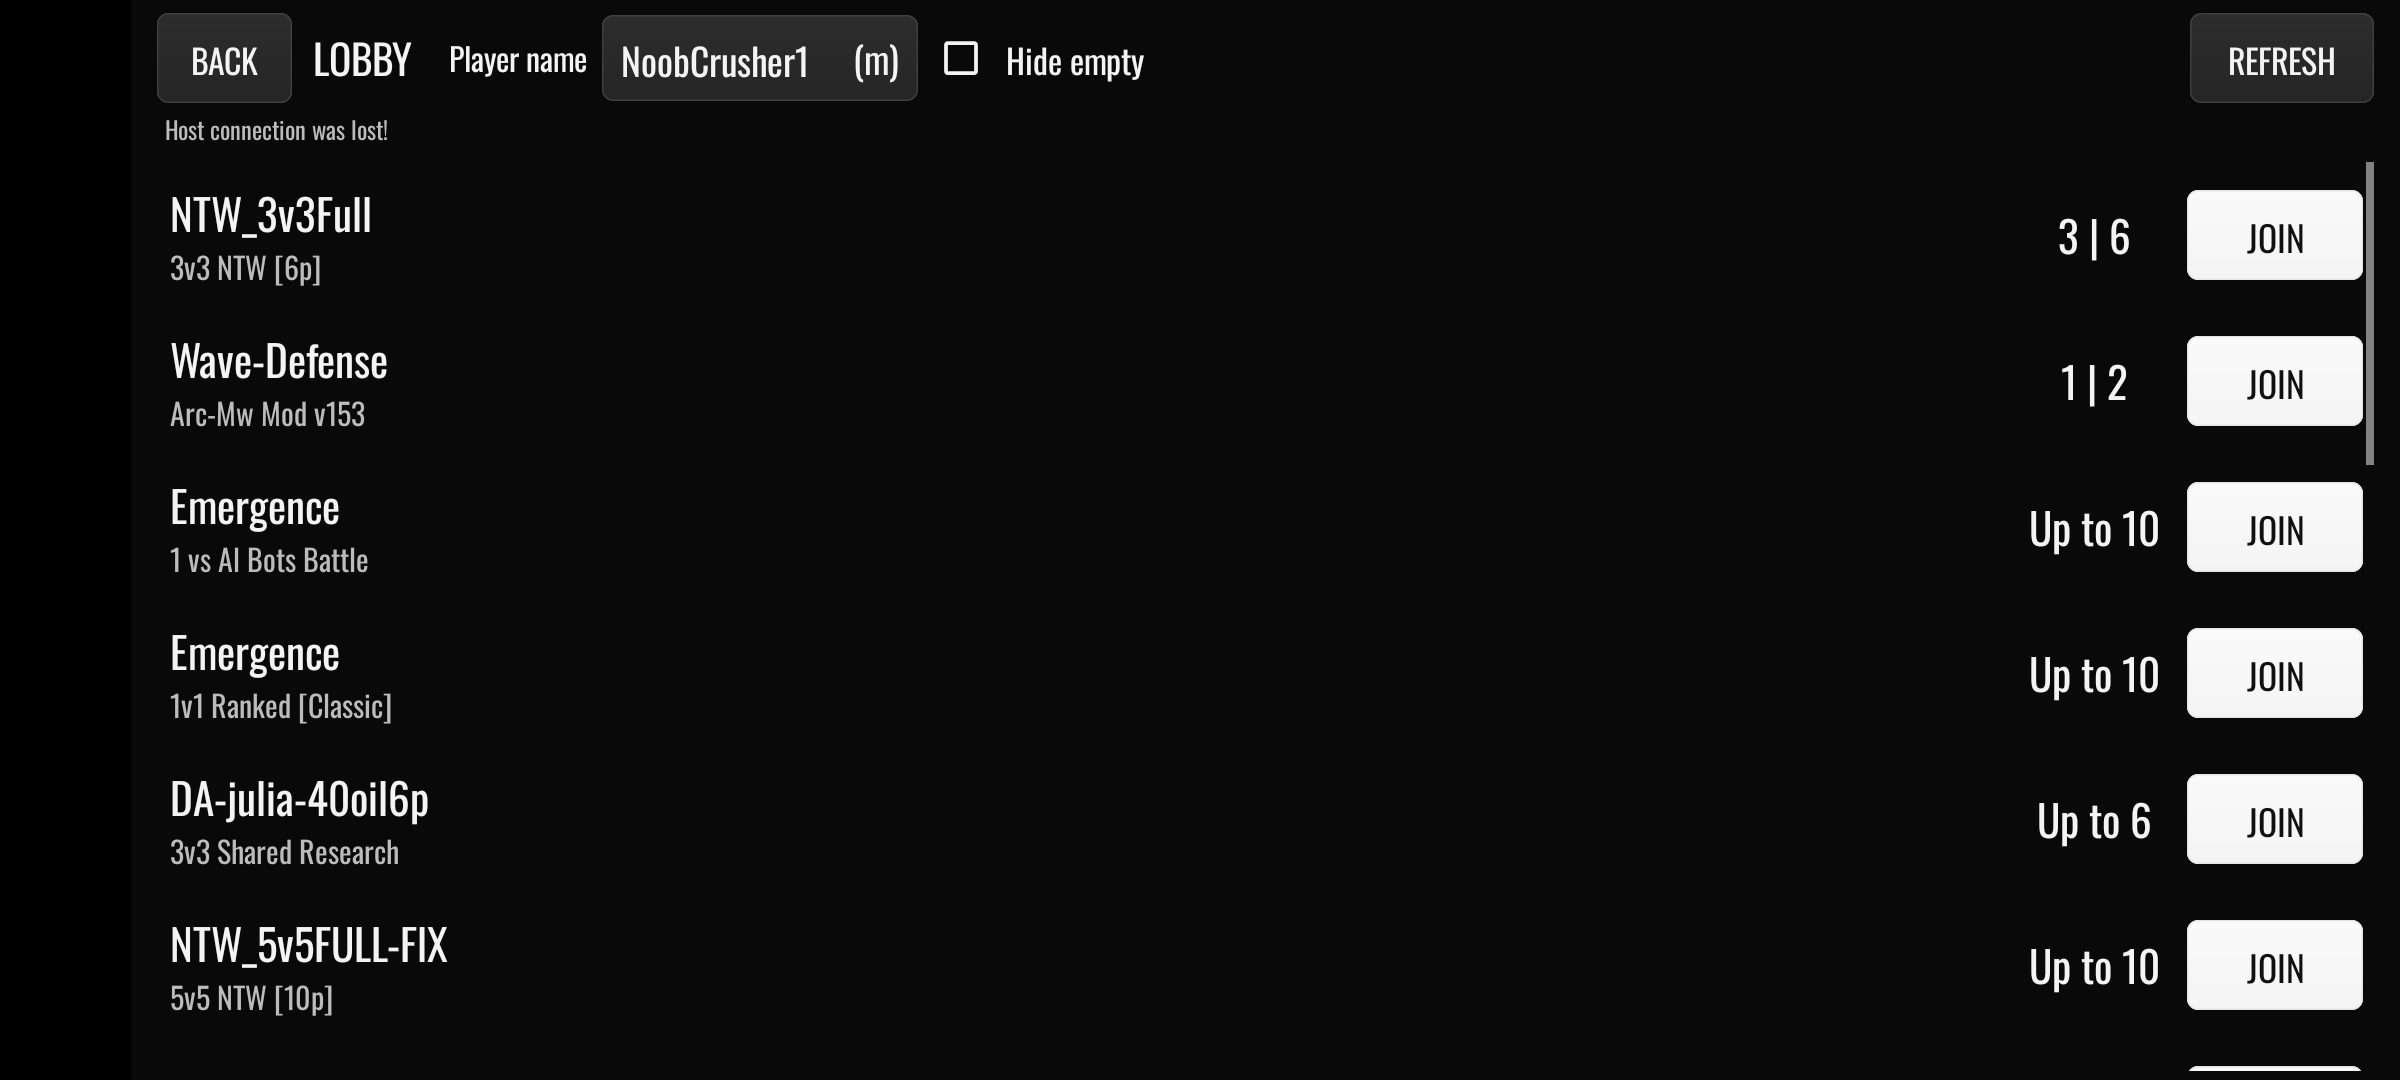 BACK LOBBY Player name NoobCrusher1 (m) Hide empty REFRESH
Host connection was lost!
NTW_3v3Full
3v3 NTW [6p]
3 | 6 JOIN
Wave-Defense
Arc-Mw Mod v153
1 | 2 JOIN
Emergence
1 vs AI Bots Battle
Up to 10 JOIN
Emergence
1v1 Ranked [Classic]
Up to 10 JOIN
DA-julia-40oil6p
3v3 Shared Research
Up to 6 JOIN
NTW_5v5FULL-FIX
5v5 NTW [10p]
Up to 10 JOIN